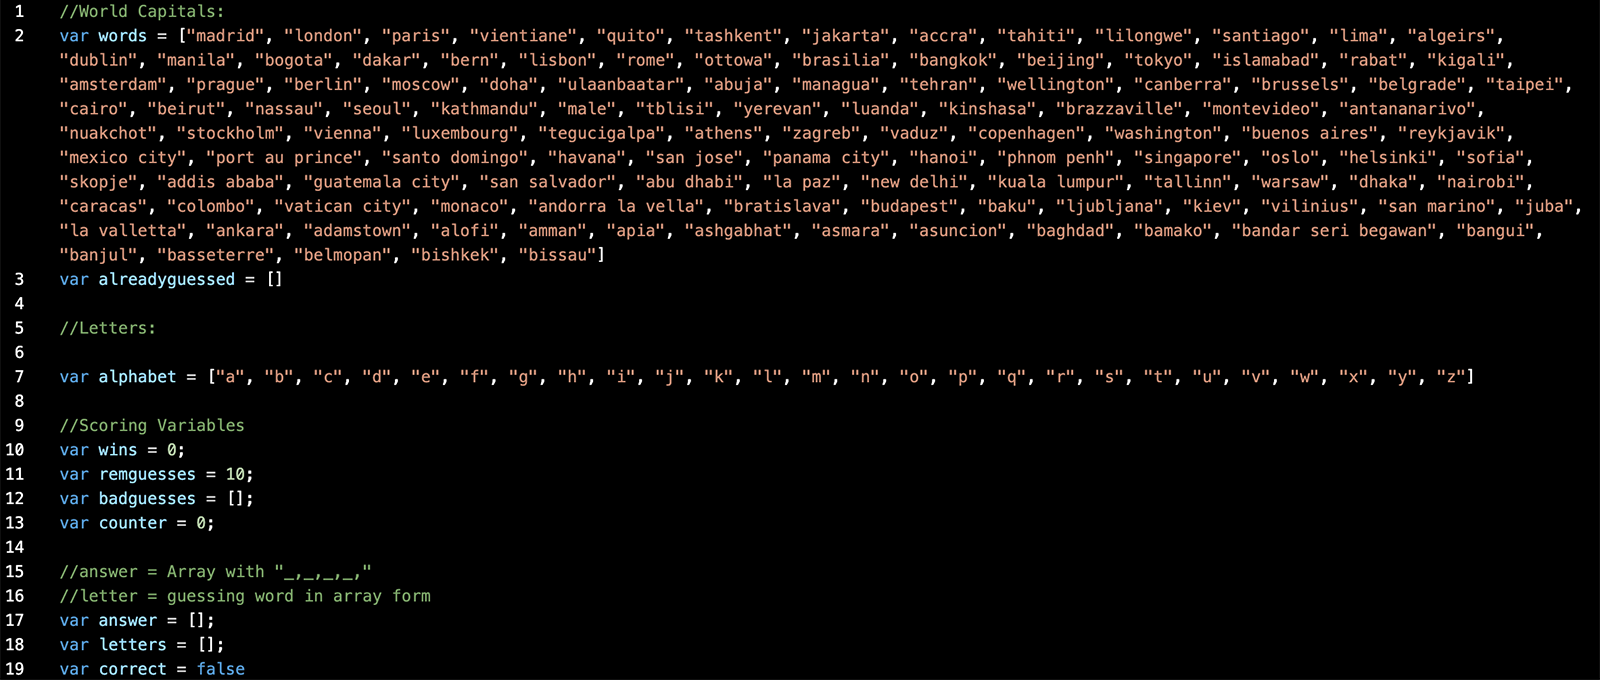 1 //World Capitals:
2 var words = ["madrid", "london", "paris", "vientiane", "quito", "tashkent", "jakarta", "accra", "tahiti", "lilongwe", "santiago", "lima", "algeirs",
"dublin", "manila", "bogota", "dakar", "bern", "lisbon", "rome", "ottowa", "brasilia", "bangkok", "beijing", "tokyo", "islamabad", "rabat", "kigali",
"amsterdam", "prague", "berlin", "moscow", "doha", "ulaanbaatar", "abuja", "managua", "tehran", "wellington", "canberra", "brussels", "belgrade", "taipei",
"cairo", "beirut", "nassau", "seoul", "kathmandu", "male", "tblisi", "yerevan", "luanda", "kinshasa", "brazzaville", "montevideo", "antananarivo",
"nuakchot", "stockholm", "vienna", "luxembourg", "tegucigalpa", "athens", "zagreb", "vaduz", "copenhagen", "washington", "buenos aires", "reykjavik",
"mexico city", "port au prince", "santo domingo", "havana", "san jose", "panama city", "hanoi", "phnom penh", "singapore", "oslo", "helsinki", "sofia",
"skopje", "addis ababa", "guatemala city", "san salvador", "abu dhabi", "la paz", "new delhi", "kuala lumpur", "tallinn", "warsaw", "dhaka", "nairobi",
"caracas", "colombo", "vatican city", "monaco", "andorra la vella", "bratislava", "budapest", "baku", "ljubljana", "kiev", "vilinius", "san marino", "juba",
"la valletta", "ankara", "adamstown", "alofi", "amman", "apia", "ashgabhat", "asmara", "asuncion", "baghdad", "bamako", "bandar seri begawan", "bangui",
"banjul", "basseterre", "belmopan", "bishkek", "bissau"]
3 var alreadyguessed = []
4
5 //Letters:
6
7 var alphabet = ["a", "b", "c", "d", "e", "f", "g", "h", "i", "j", "k", "l", "m", "n", "o", "p", "q", "r", "s", "t", "u", "v", "w", "x", "y", "z"]
8
9 //Scoring Variables
10 var wins = 0;
11 var remguesses = 10;
12 var badguesses = [];
13 var counter = 0;
14
15 //answer = Array with "_,_,_,_,"
16 //letter = guessing word in array form
17 var answer = [];
18 var letters = [];
19 var correct = false